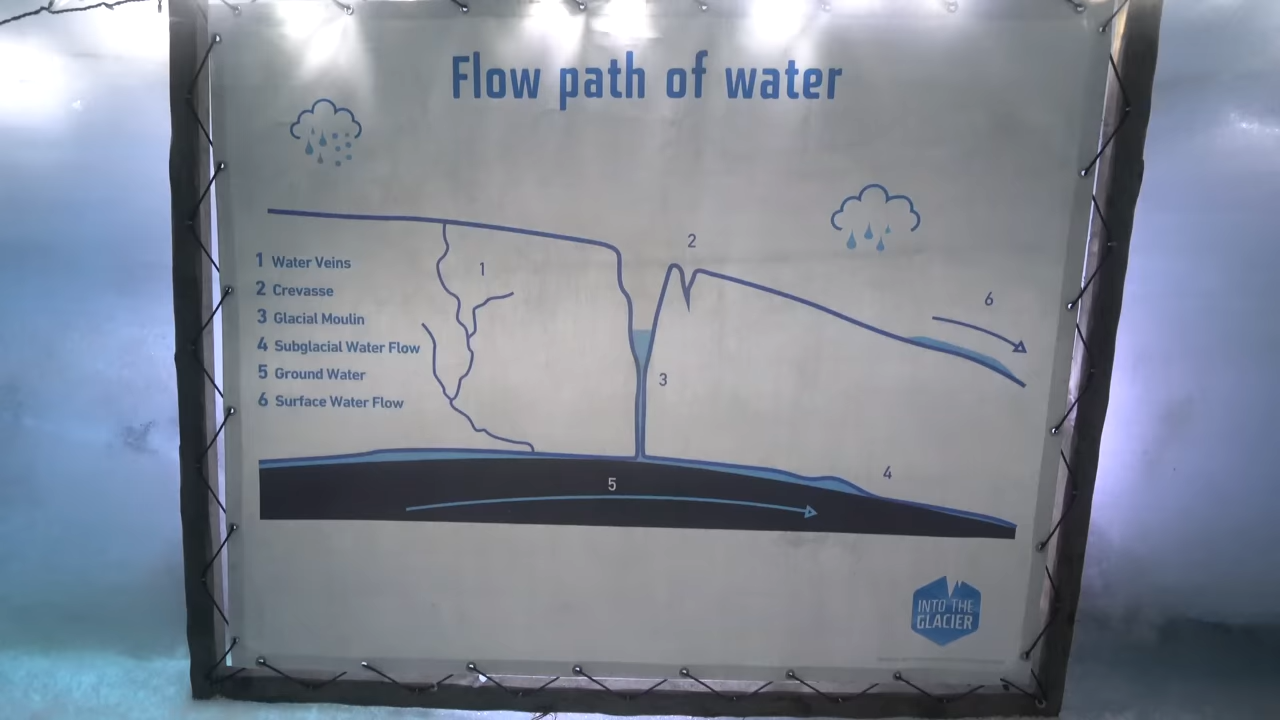 Flow path of water
2
1 Water Veins
1
2 Crevasse
6
3 Glacial Moulin
4 Subglacial Water Flow
5 Ground Water
3
6 Surface Water Flow
4
5
INTO THE
GLACIER